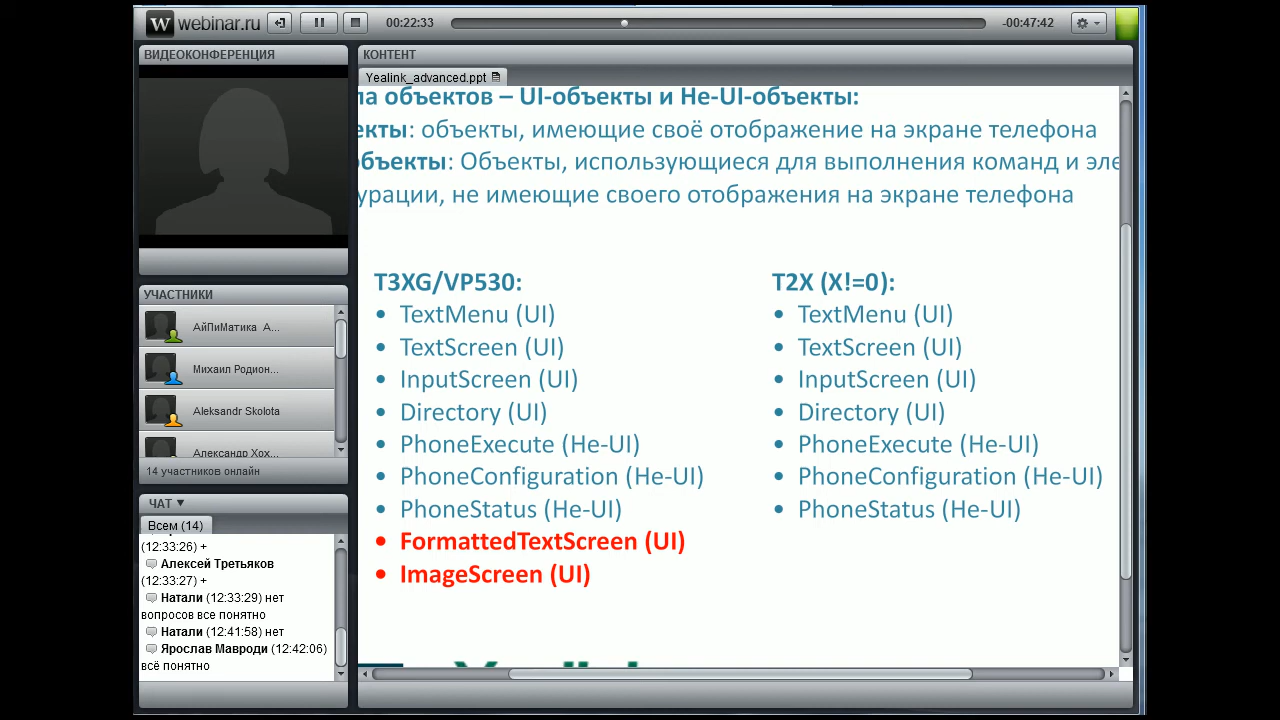 W webinar.ru
00:22:33
-00:47:42
ВИДЕОКОНФЕРЕНЦИЯ
УЧАСТНИКИ
АйПиМатика А...
Михаил Родион...
Aleksandr Skolota
Александр Хох...
14 участников онлайн
ЧАТ
Всем (14)
(12:33:26) +
Алексей Третьяков
(12:33:27) +
Натали (12:33:29) нет
вопросов все понятно
Натали (12:41:58) нет
Ярослав Мавроди (12:42:06)
всё понятно
КОНТЕНТ
Yealink_advanced.ppt
па объектов – UI-объекты и Не-UI-объекты:
екты: объекты, имеющие своё отображение на экране телефона
объекты: Объекты, использующиеся для выполнения команд и эле
урации, не имеющие своего отображения на экране телефона
T3XG/VP530:
• TextMenu (UI)
• TextScreen (UI)
• InputScreen (UI)
• Directory (UI)
• PhoneExecute (Не-UI)
• PhoneConfiguration (Не-UI)
• PhoneStatus (Не-UI)
• FormattedTextScreen (UI)
• ImageScreen (UI)
T2X (X!=0):
• TextMenu (UI)
• TextScreen (UI)
• InputScreen (UI)
• Directory (UI)
• PhoneExecute (Не-UI)
• PhoneConfiguration (Не-UI)
• PhoneStatus (Не-UI)